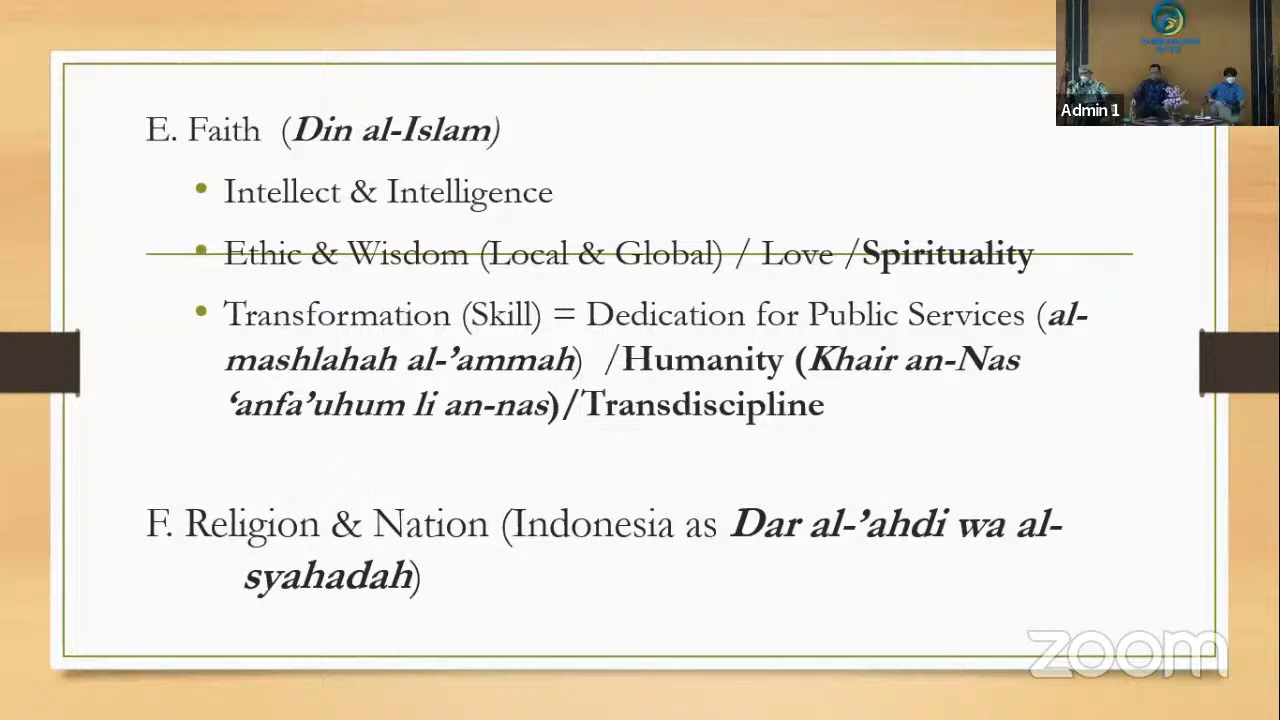 E. Faith (Din al-Islam)
• Intellect & Intelligence
• Ethic & Wisdom (Local & Global) / Love /Spirituality
• Transformation (Skill) = Dedication for Public Services (al-
mashlahah al-’ammah) /Humanity (Khair an-Nas
‘anfa’uhum li an-nas)/Transdiscipline
F. Religion & Nation (Indonesia as Dar al-’ahdi wa al-
syahadah)
Admin 1
zoom